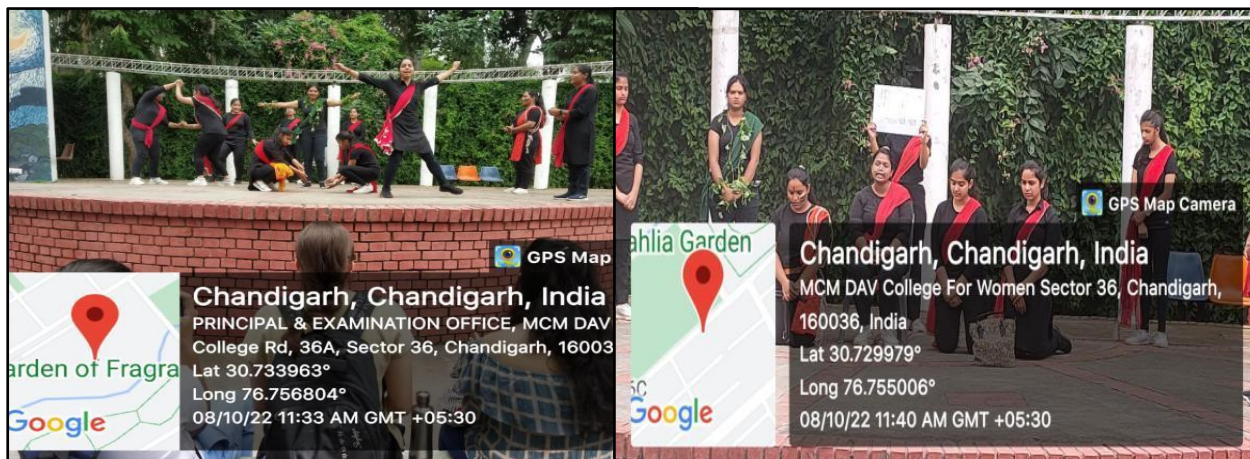 GPS Map
Chandigarh, Chandigarh, India
PRINCIPAL & EXAMINATION OFFICE, MCM DAV
College Rd, 36A, Sector 36, Chandigarh, 16003
Lat 30.733963°
Long 76.756804°
08/10/22 11:33 AM GMT +05:30
arden of Fragra
Google
GPS Map Camera
ahlia Garden
Chandigarh, Chandigarh, India
MCM DAV College For Women Sector 36, Chandigarh,
160036, India
Lat 30.729979°
Long 76.755006°
08/10/22 11:40 AM GMT +05:30
Google